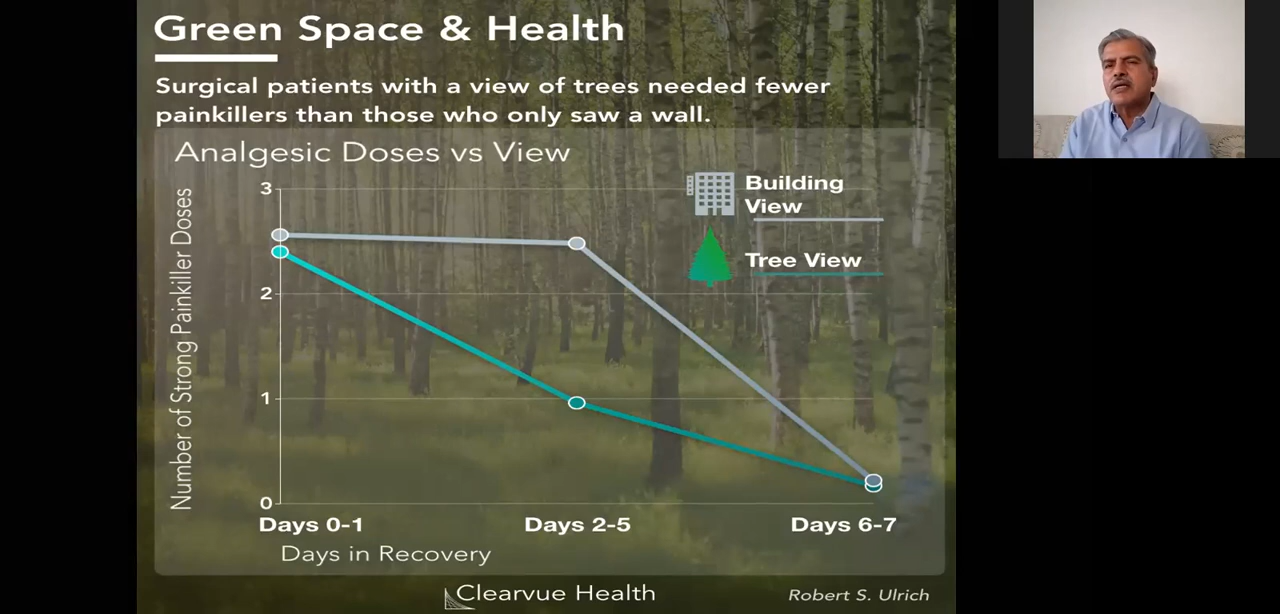 Green Space & Health
Surgical patients with a view of trees needed fewer
painkillers than those who only saw a wall.
Analgesic Doses vs View
Number of Strong Painkiller Doses
3
2
1
0
Building
View
Tree View
Days 0-1
Days 2-5
Days 6-7
Days in Recovery
Clearvue Health
Robert S. Ulrich